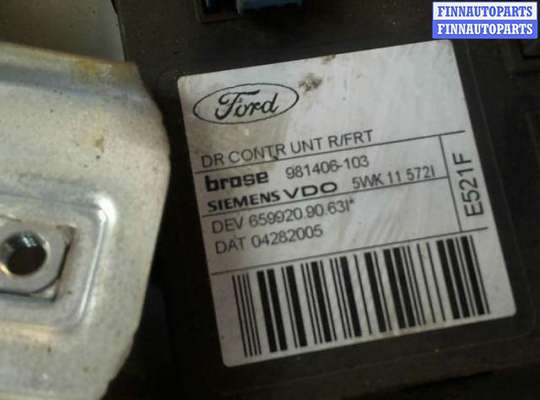 FINNAUTOPARTS
FINNAUTOPARTS
Ford
DR CONTR UNT R/FRT
brose 981406-103
SIEMENS VDO 5WK 11 572I
DEV 659920.90.63I*
DAT 04282005
E521F